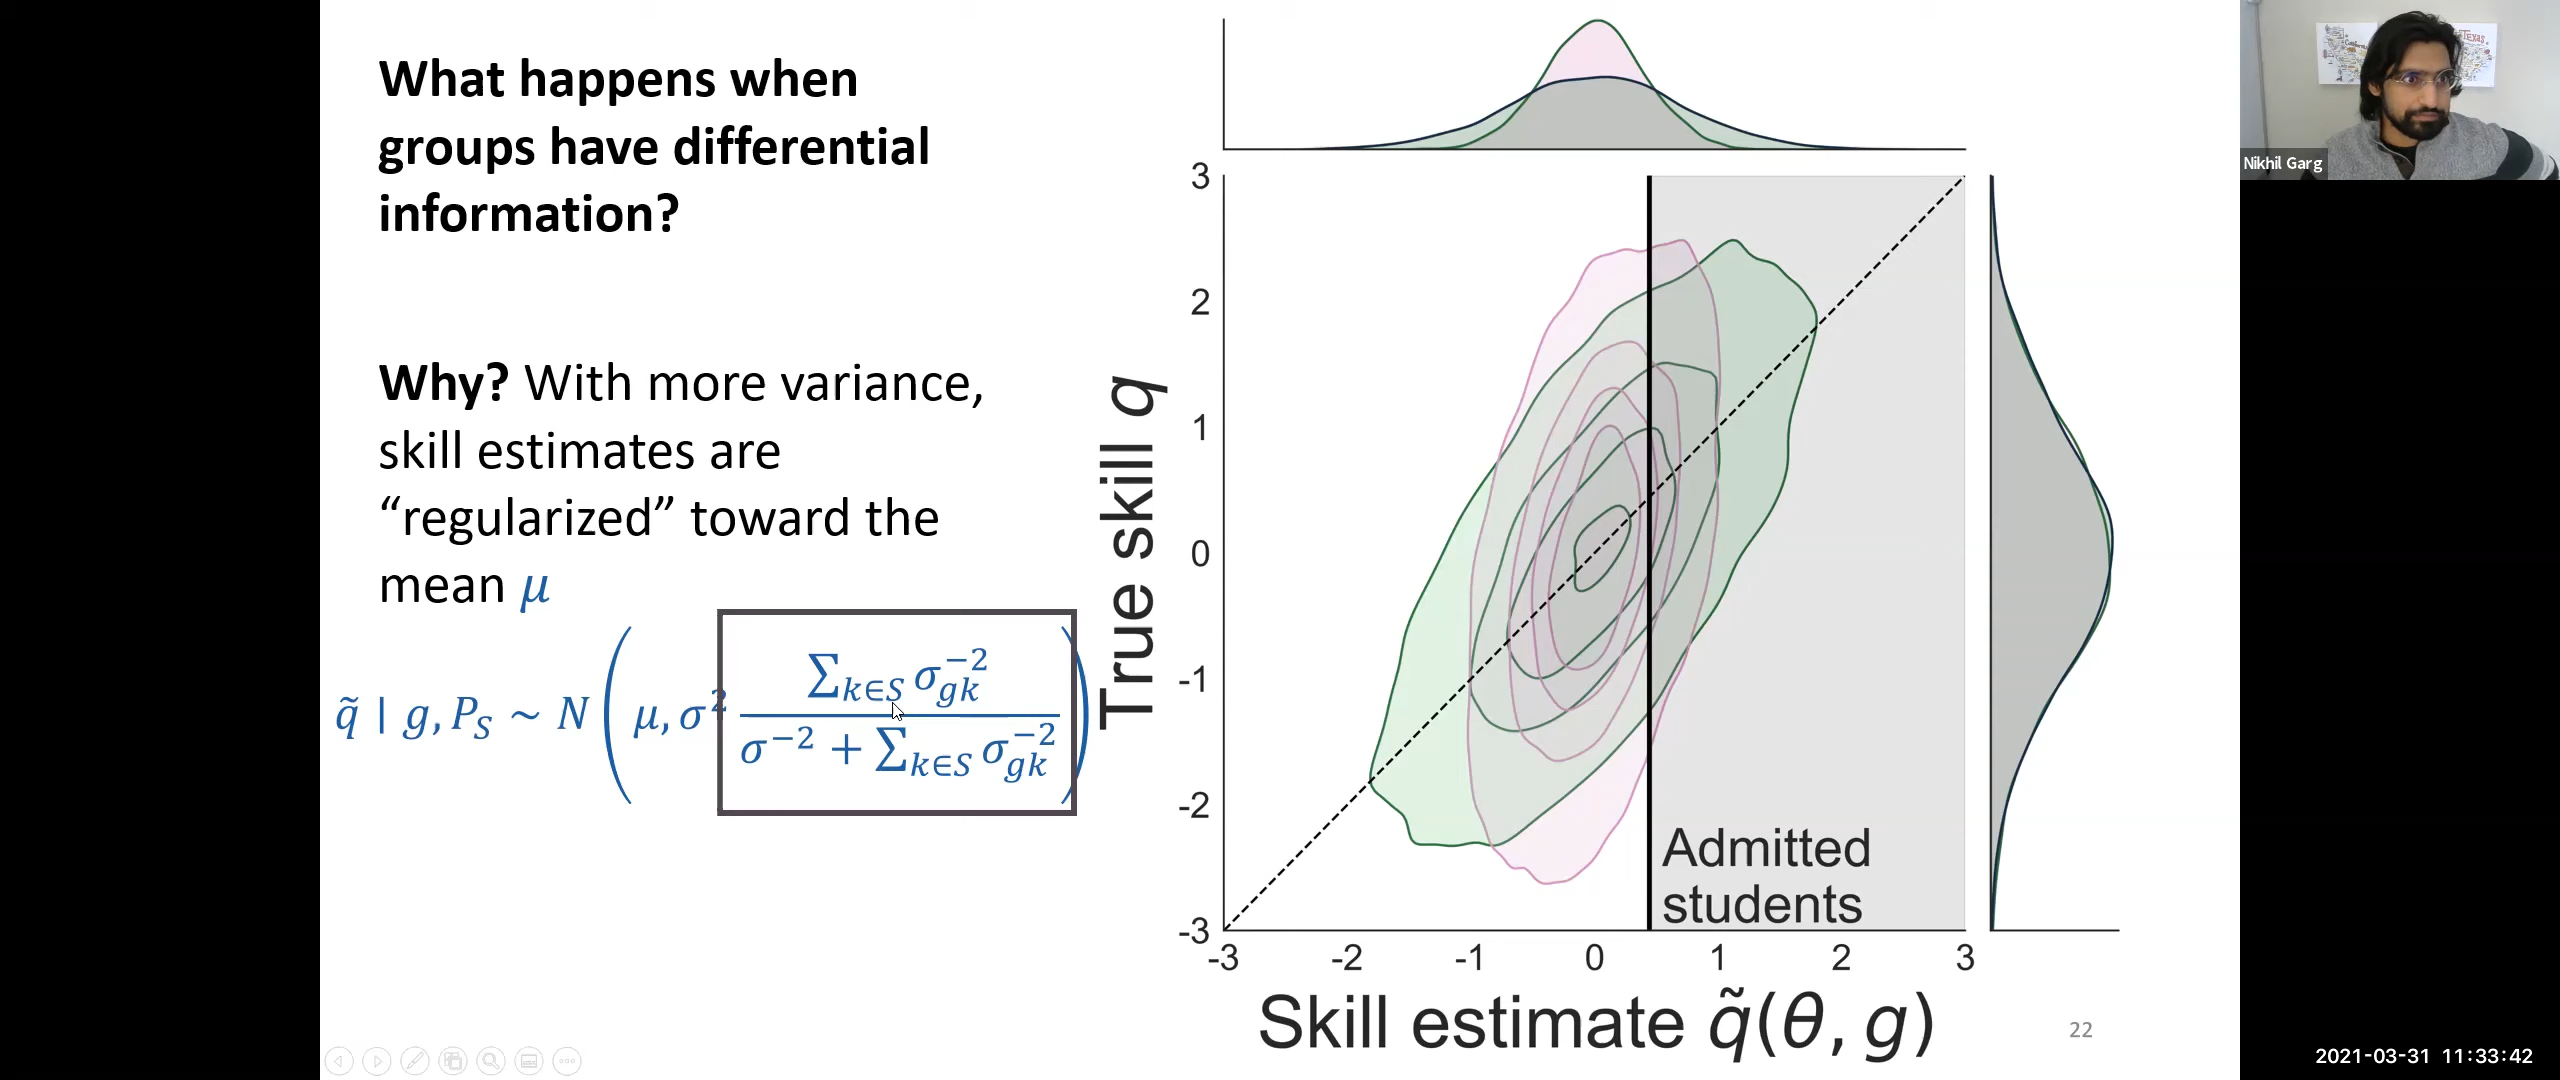 What happens when
groups have differential
information?
Why? With more variance,
skill estimates are
“regularized” toward the
mean μ
q̃ | g, P_S ~ N ( μ, σ² ∑_{k∈S} σ_{gk}^{-2} / σ^{-2} + ∑_{k∈S} σ_{gk}^{-2} )
True skill q
3
2
1
0
-1
-2
-3
-3 -2 -1 0 1 2 3
Admitted
students
Skill estimate q̃(θ, g)
22
Nikhil Garg
Texas
2021-03-31 11:33:42